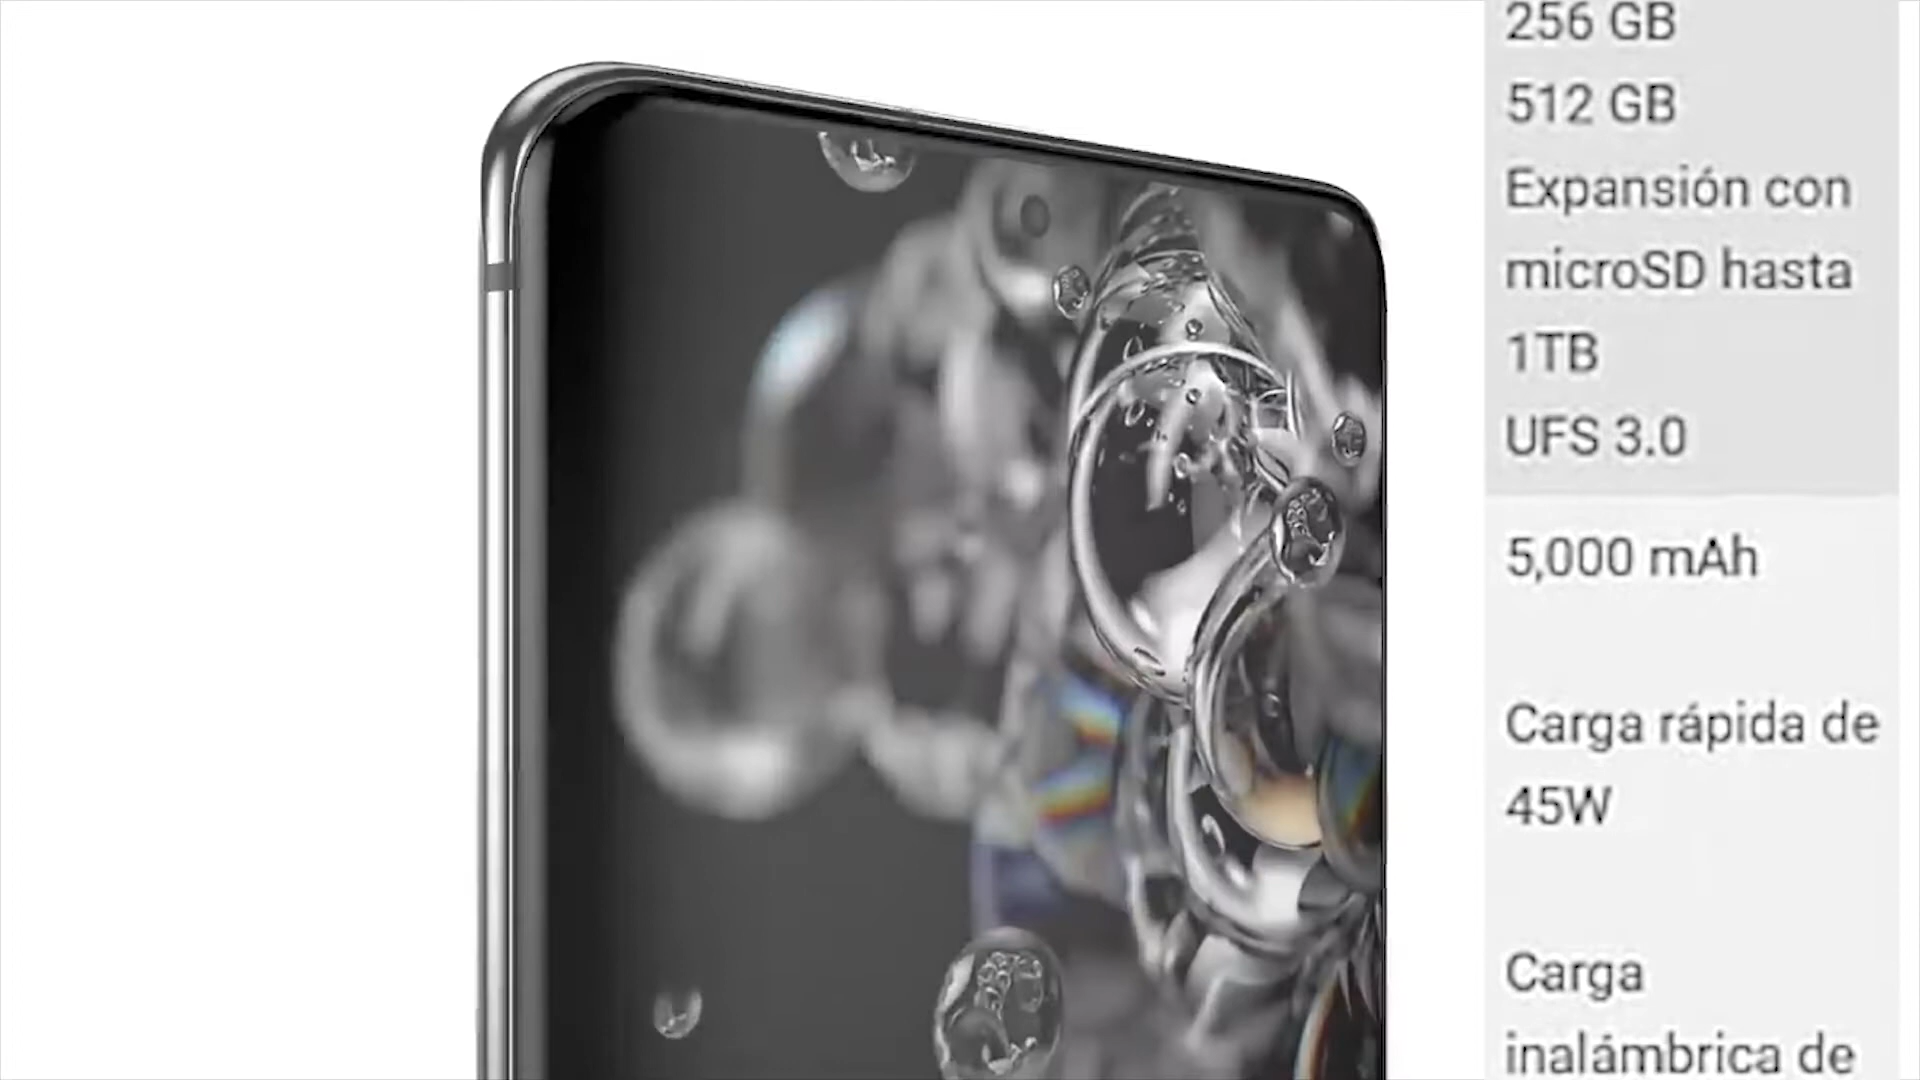 256 GB
512 GB
Expansión con
microSD hasta
1TB
UFS 3.0
5,000 mAh
Carga rápida de
45W
Carga
inalámbrica de